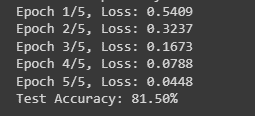 Epoch 1/5, Loss: 0.5409
Epoch 2/5, Loss: 0.3237
Epoch 3/5, Loss: 0.1673
Epoch 4/5, Loss: 0.0788
Epoch 5/5, Loss: 0.0448
Test Accuracy: 81.50%